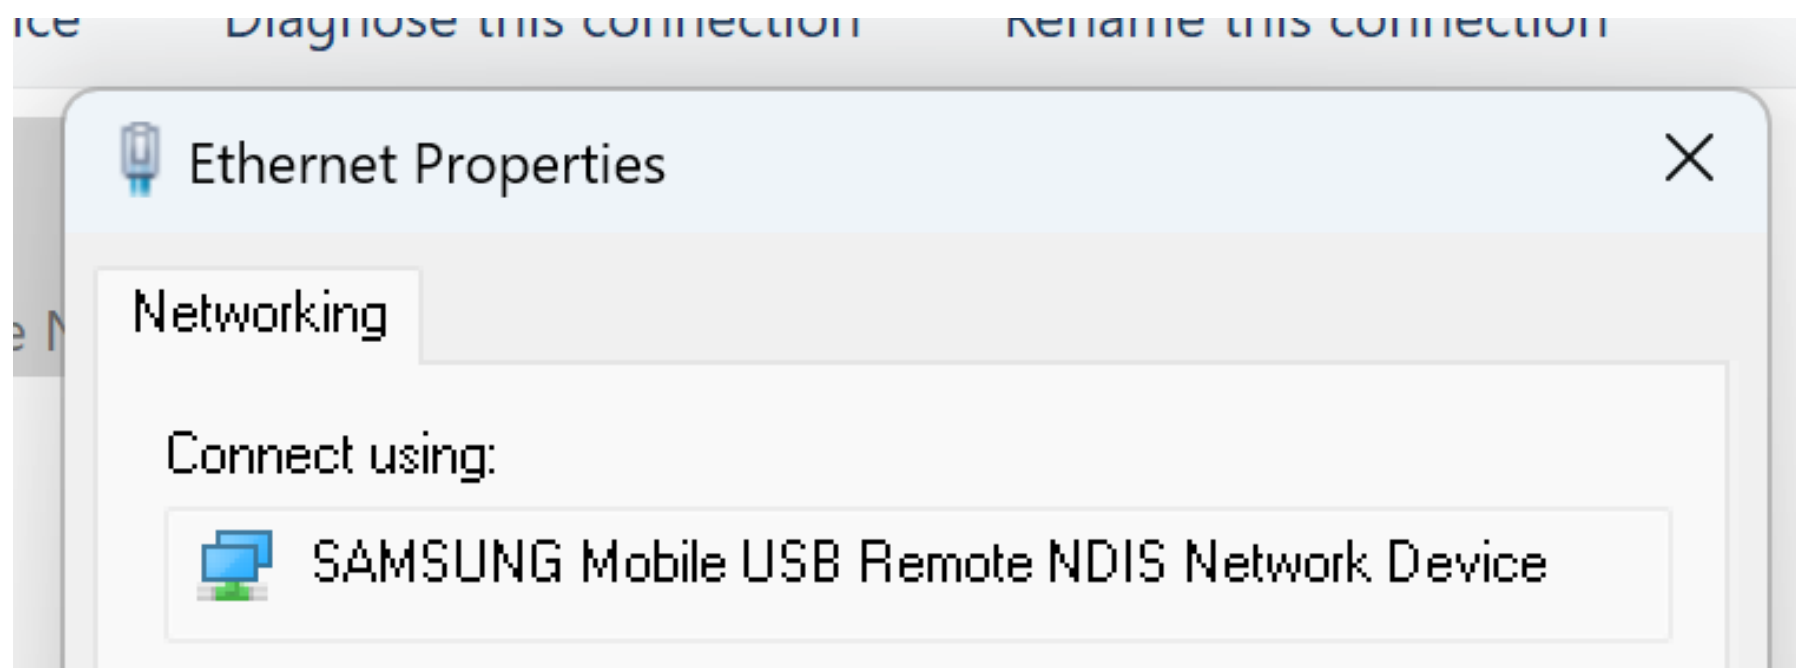 Diagnose this connection Rename this connection
Ethernet Properties
Networking
Connect using:
SAMSUNG Mobile USB Remote NDIS Network Device